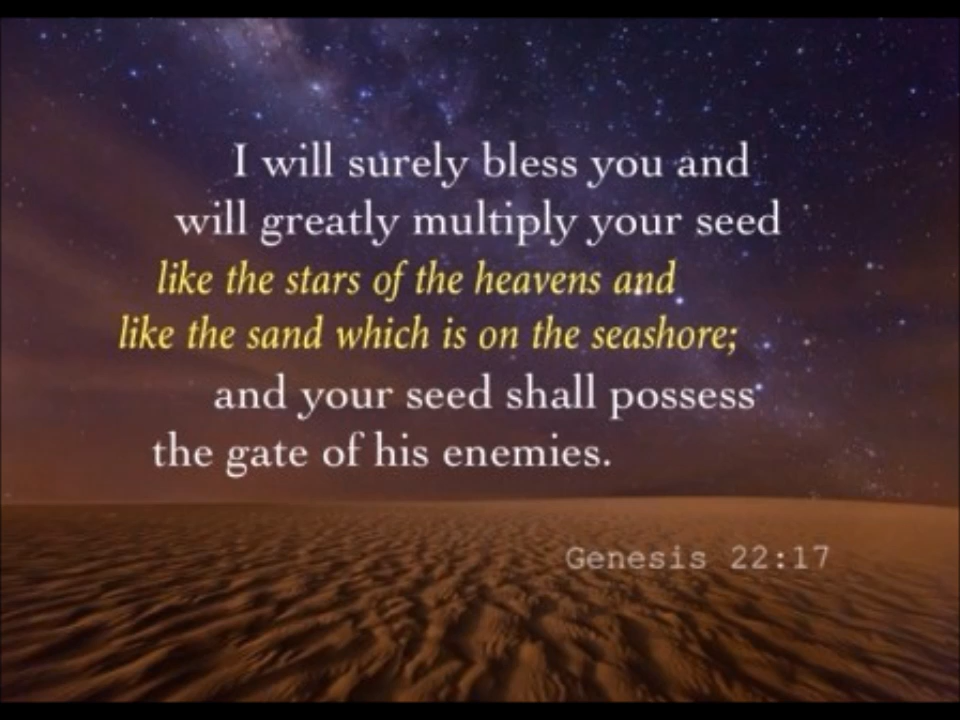 I will surely bless you and
will greatly multiply your seed
like the stars of the heavens and
like the sand which is on the seashore;
and your seed shall possess
the gate of his enemies.
Genesis 22:17